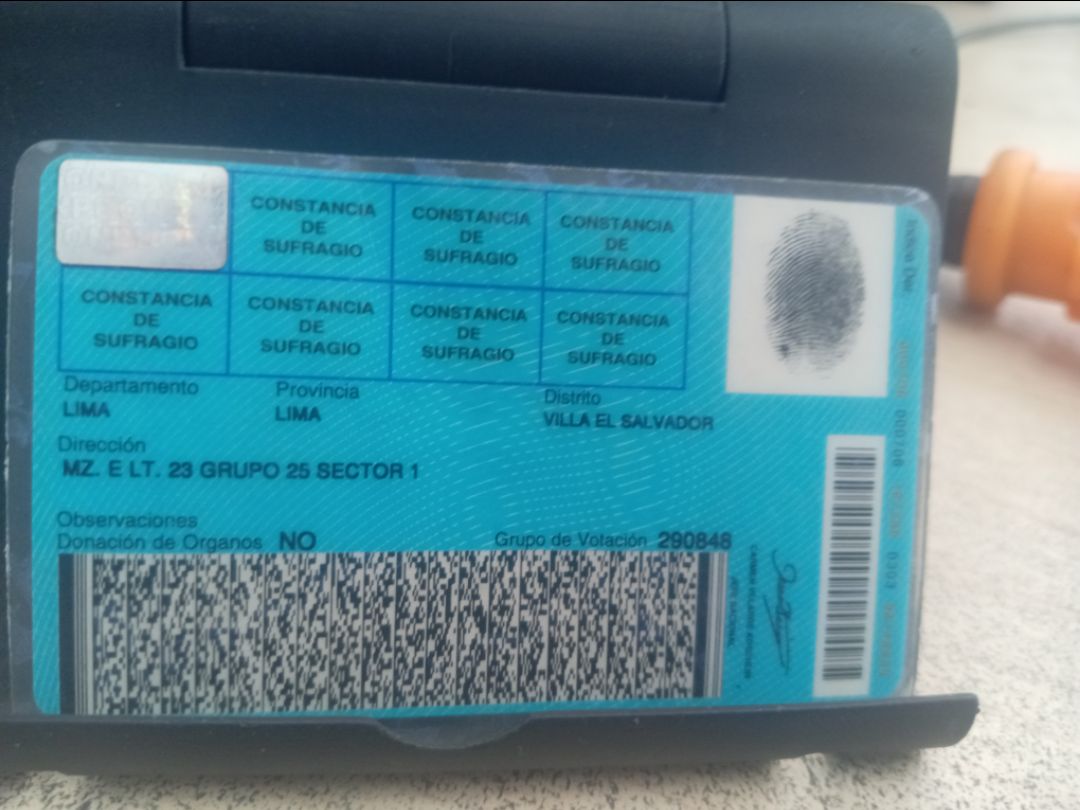 CONSTANCIA DE SUFRAGIO
CONSTANCIA DE SUFRAGIO
CONSTANCIA DE SUFRAGIO
CONSTANCIA DE SUFRAGIO
CONSTANCIA DE SUFRAGIO
CONSTANCIA DE SUFRAGIO
CONSTANCIA DE SUFRAGIO
Departamento Provincia Distrito
LIMA LIMA VILLA EL SALVADOR
Dirección
MZ. E LT. 23 GRUPO 25 SECTOR 1
Observaciones
Donación de Organos NO Grupo de Votación 290848
Indice Der.